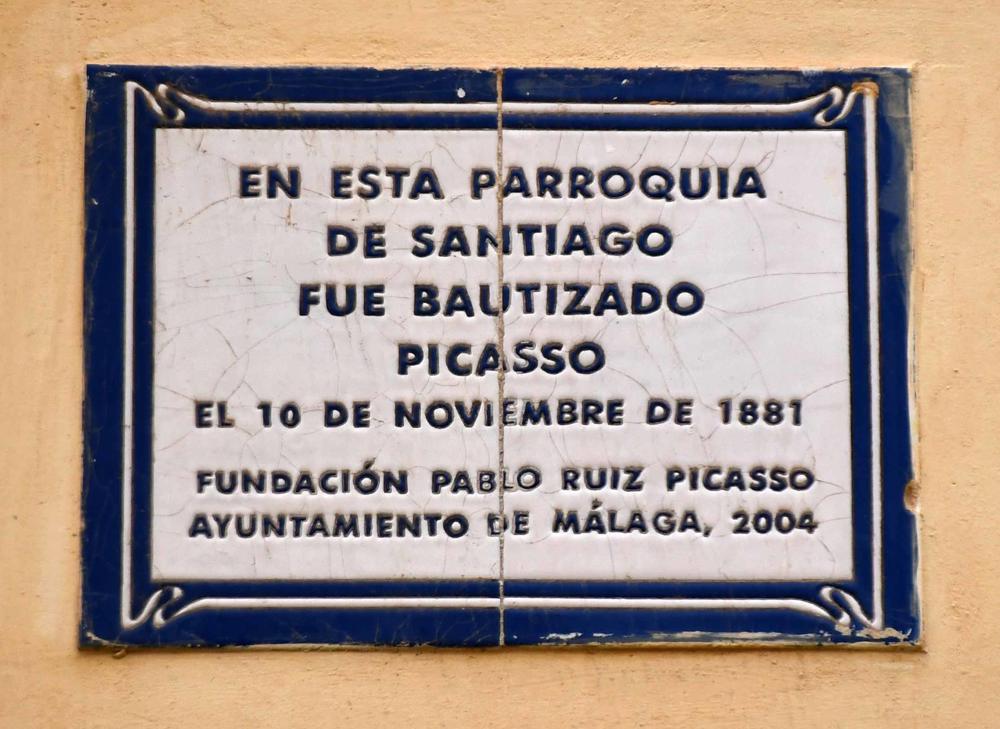 EN ESTA PARROQUIA
DE SANTIAGO
FUE BAUTIZADO
PICASSO
EL 10 DE NOVIEMBRE DE 1881
FUNDACIÓN PABLO RUIZ PICASSO
AYUNTAMIENTO DE MÁLAGA, 2004